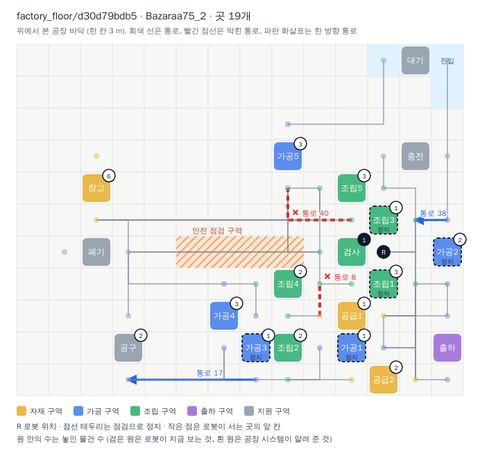 factory_floor/d30d79bdb5 · Bazaraa75_2 · 곳 19개
위에서 본 공장 바닥 (한 칸 3 m). 회색 선은 통로, 빨간 점선은 막힌 통로, 파란 화살표는 한 방향 통로
대기
가공5 3
충전
창고 6
조립5 3
조립3 1
정지
✖ 통로 40
통로 38
안전 점검 구역
폐기
검사 1
R
가공2 2
정지
조립4 2
✖ 통로 8
조립1 3
정지
가공4 3
공급1 1
공구 2
가공3 1
정지
조립2 2
가공1 1
정지
출하
통로 17
공급2 2
자재 구역
가공 구역
조립 구역
출하 구역
지원 구역
R 로봇 위치 · 점선 테두리는 점검으로 정지 · 작은 점은 로봇이 서는 곳의 앞 칸
원 안의 수는 놓인 물건 수 (검은 원은 로봇이 지금 보는 것, 흰 원은 공장 시스템이 알려 준 것)